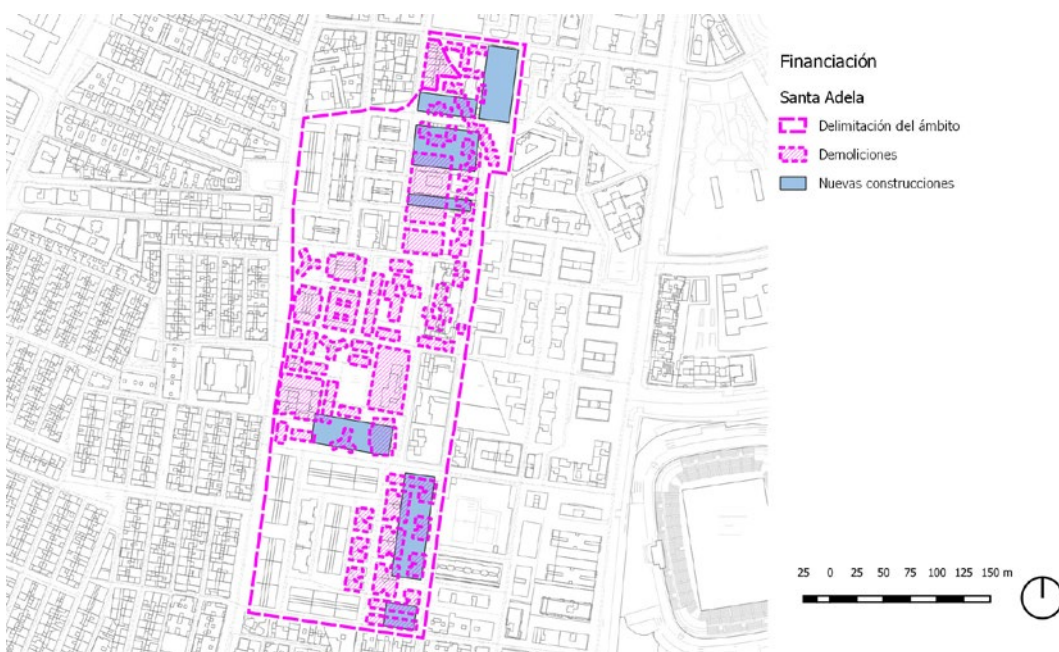 Financiación
Santa Adela
Delimitación del ámbito
Demoliciones
Nuevas construcciones
25 0 25 50 75 100 125 150 m